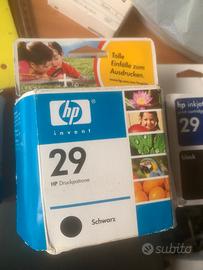 Tolle
Einfälle zum
Ausdrucken.
hp
invent
29
HP Druckpatrone
Schwarz
hp inkjet
29
black
subito